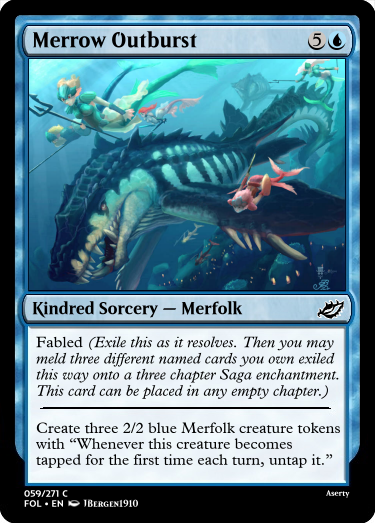 Merrow Outburst 5
Kindred Sorcery — Merfolk
Fabled (Exile this as it resolves. Then you may
meld three different named cards you own exiled
this way onto a three chapter Saga enchantment.
This card can be placed in any empty chapter.)
Create three 2/2 blue Merfolk creature tokens
with “Whenever this creature becomes
tapped for the first time each turn, untap it.”
059/271 C
FOL • EN JBergen1910
Aserty